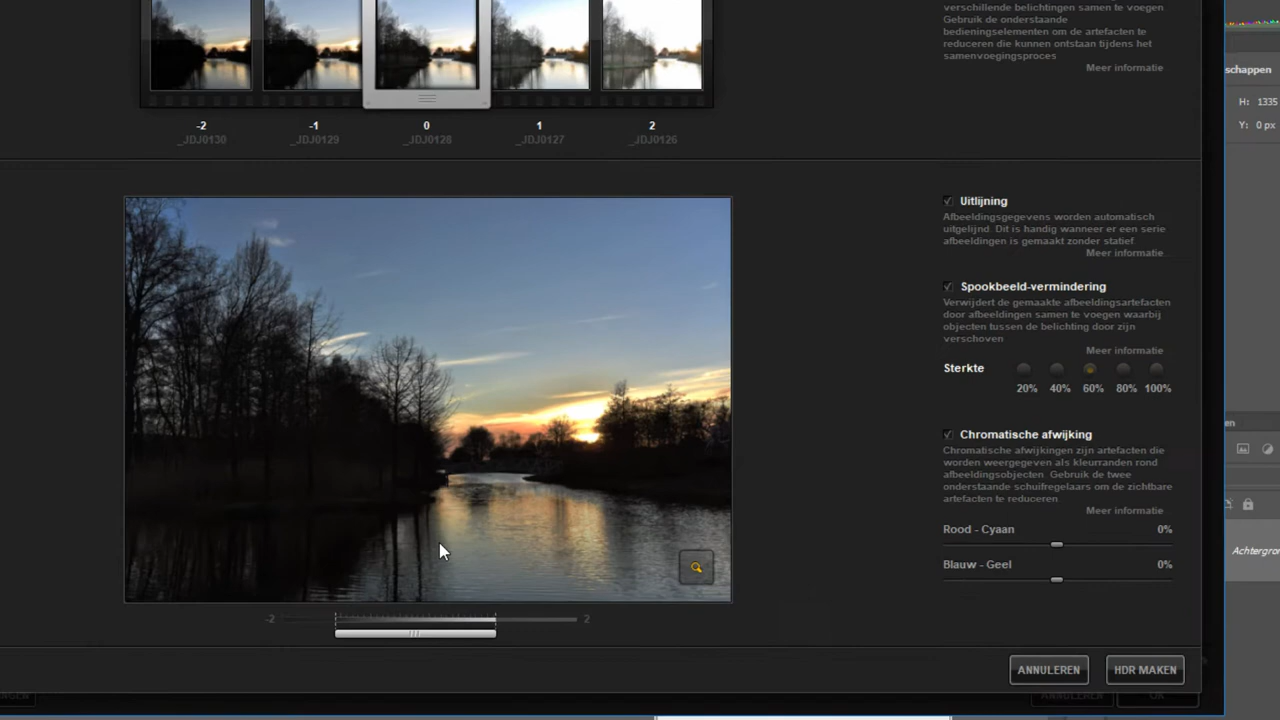 verschillende belichtingen samen te voegen
Gebruik de onderstaande
bedieningselementen om de artefacten te
reduceren die kunnen ontstaan tijdens het
samenvoegingsproces
Meer informatie
schappen
H: 1335
Y: 0 px
-2
-1
0
1
2
_JDJ0130
_JDJ0129
_JDJ0128
_JDJ0127
_JDJ0126
Uitlijning
Afbeeldingsgegevens worden automatisch
uitgelijnd. Dit is handig wanneer er een serie
afbeeldingen is gemaakt zonder statief.
Meer informatie
Spookbeeld-vermindering
Verwijdert de gemaakte afbeeldingsartefacten
door afbeeldingen samen te voegen waarbij
objecten tussen de belichting door zijn
verschoven
Meer informatie
Sterkte
20% 40% 60% 80% 100%
Chromatische afwijking
Chromatische afwijkingen zijn artefacten die
worden weergegeven als kleurranden rond
afbeeldingsobjecten. Gebruik de twee
onderstaande schuifregelaars om de zichtbare
artefacten te reduceren
Meer informatie
Rood - Cyaan 0%
Blauw - Geel 0%
en
Achtergron
-2
2
ANNULEREN
HDR MAKEN
ANNULEREN
OK